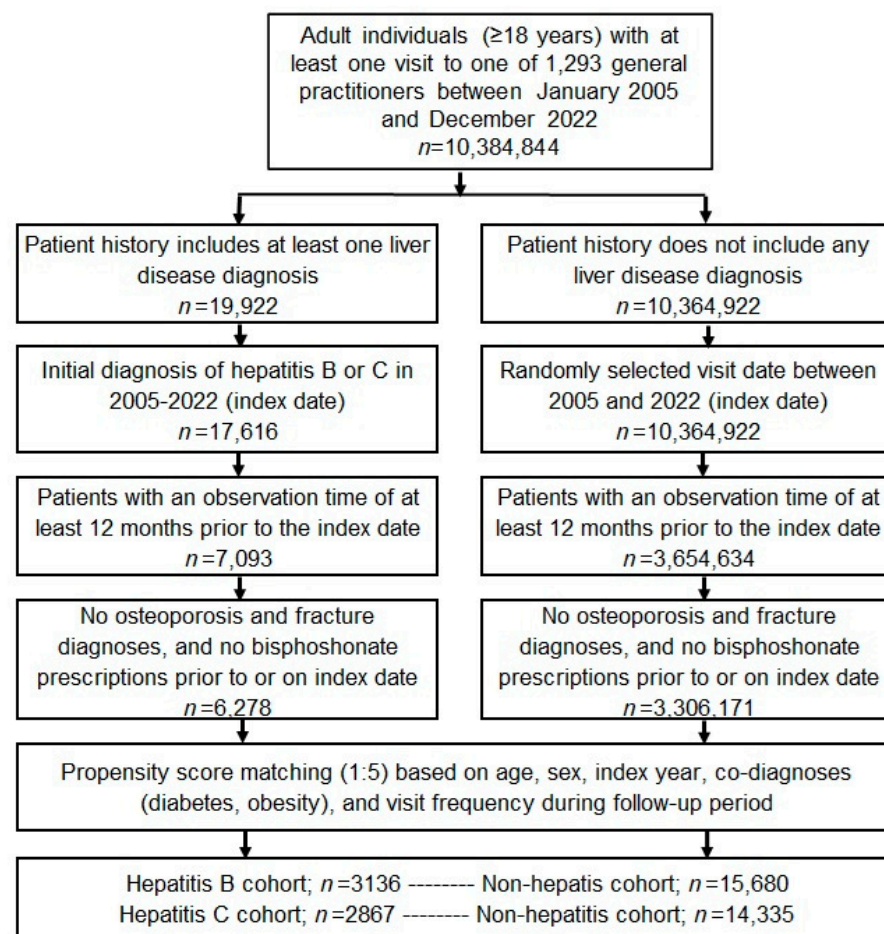 Adult individuals (≥18 years) with at
least one visit to one of 1,293 general
practitioners between January 2005
and December 2022
n=10,384,844
Patient history includes at least one liver
disease diagnosis
n=19,922
Patient history does not include any
liver disease diagnosis
n=10,364,922
Initial diagnosis of hepatitis B or C in
2005-2022 (index date)
n=17,616
Randomly selected visit date between
2005 and 2022 (index date)
n=10,364,922
Patients with an observation time of at
least 12 months prior to the index date
n=7,093
Patients with an observation time of at
least 12 months prior to the index date
n=3,654,634
No osteoporosis and fracture
diagnoses, and no bisphoshonate
prescriptions prior to or on index date
n=6,278
No osteoporosis and fracture
diagnoses, and no bisphoshonate
prescriptions prior to or on index date
n=3,306,171
Propensity score matching (1:5) based on age, sex, index year, co-diagnoses
(diabetes, obesity), and visit frequency during follow-up period
Hepatitis B cohort; n=3136 -------- Non-hepatis cohort; n=15,680
Hepatitis C cohort; n=2867 -------- Non-hepatitis cohort; n=14,335